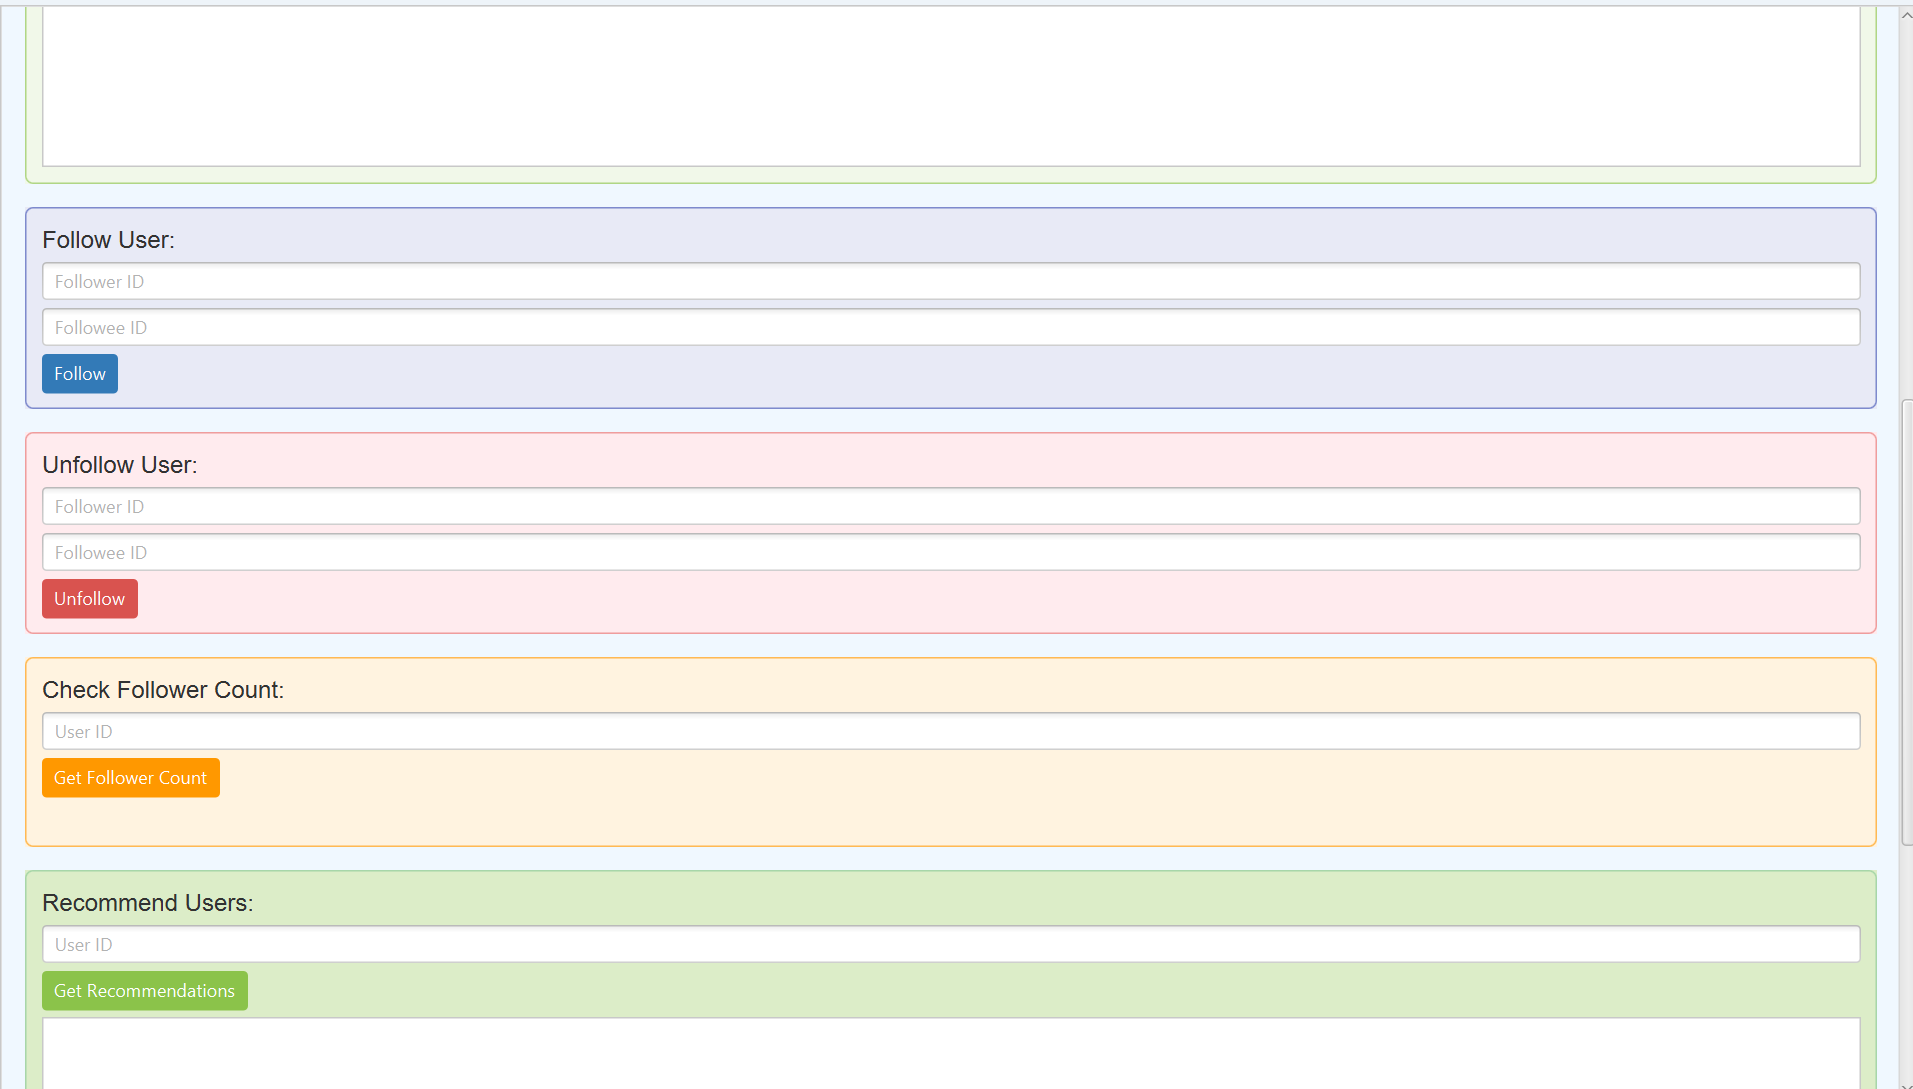 Follow User:
Follower ID
Followee ID
Follow
Unfollow User:
Follower ID
Followee ID
Unfollow
Check Follower Count:
User ID
Get Follower Count
Recommend Users:
User ID
Get Recommendations